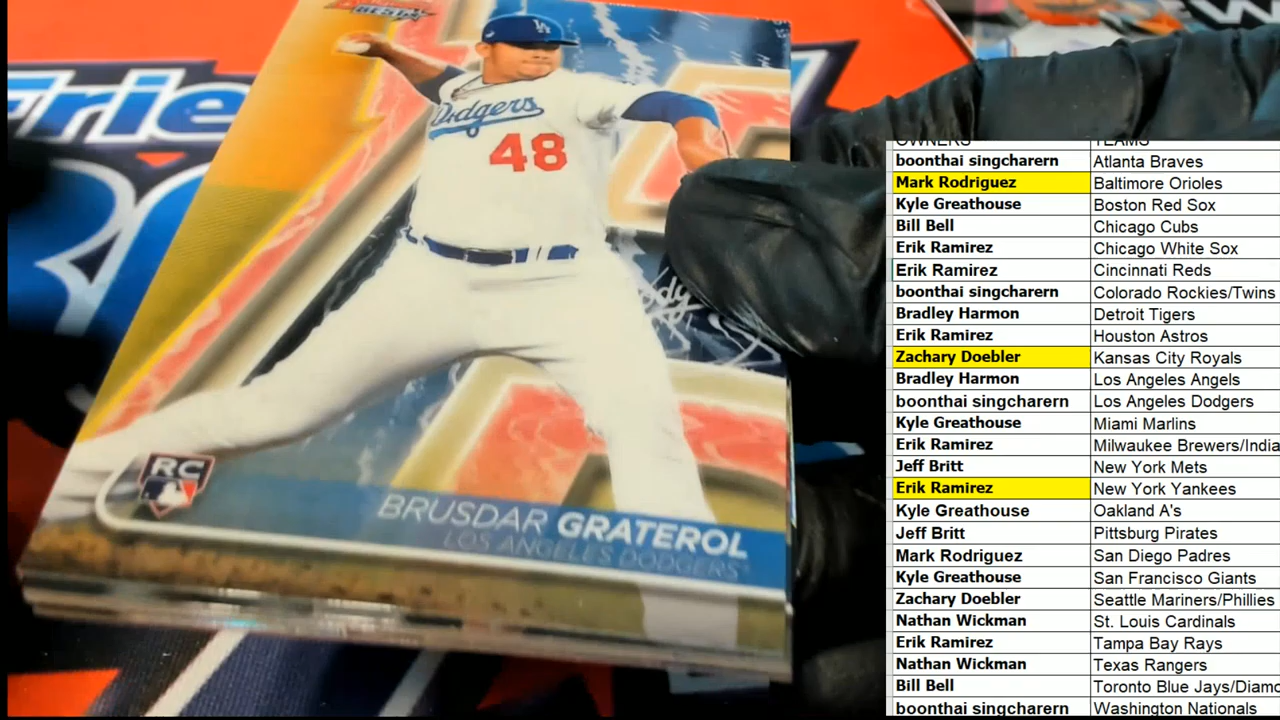 BEST
Frie
Dodgers
48
RC
BRUSDAR GRATEROL
LOS ANGELES DODGERS
OWNERS TEAMS
boonthai singcharern Atlanta Braves
Mark Rodriguez Baltimore Orioles
Kyle Greathouse Boston Red Sox
Bill Bell Chicago Cubs
Erik Ramirez Chicago White Sox
Erik Ramirez Cincinnati Reds
boonthai singcharern Colorado Rockies/Twins
Bradley Harmon Detroit Tigers
Erik Ramirez Houston Astros
Zachary Doebler Kansas City Royals
Bradley Harmon Los Angeles Angels
boonthai singcharern Los Angeles Dodgers
Kyle Greathouse Miami Marlins
Erik Ramirez Milwaukee Brewers/India
Jeff Britt New York Mets
Erik Ramirez New York Yankees
Kyle Greathouse Oakland A's
Jeff Britt Pittsburg Pirates
Mark Rodriguez San Diego Padres
Kyle Greathouse San Francisco Giants
Zachary Doebler Seattle Mariners/Phillies
Nathan Wickman St. Louis Cardinals
Erik Ramirez Tampa Bay Rays
Nathan Wickman Texas Rangers
Bill Bell Toronto Blue Jays/Diamo
boonthai singcharern Washington Nationals